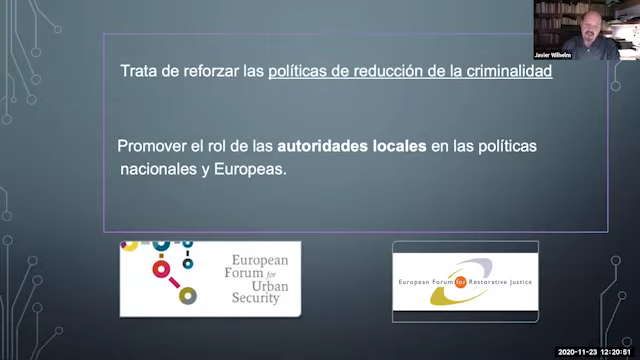 Javier Wilhelm
Trata de reforzar las políticas de reducción de la criminalidad
Promover el rol de las autoridades locales en las políticas
nacionales y Europeas.
European
Forum for
Urban
Security
European Forum for Restorative Justice
2020-11-23 12:20:51